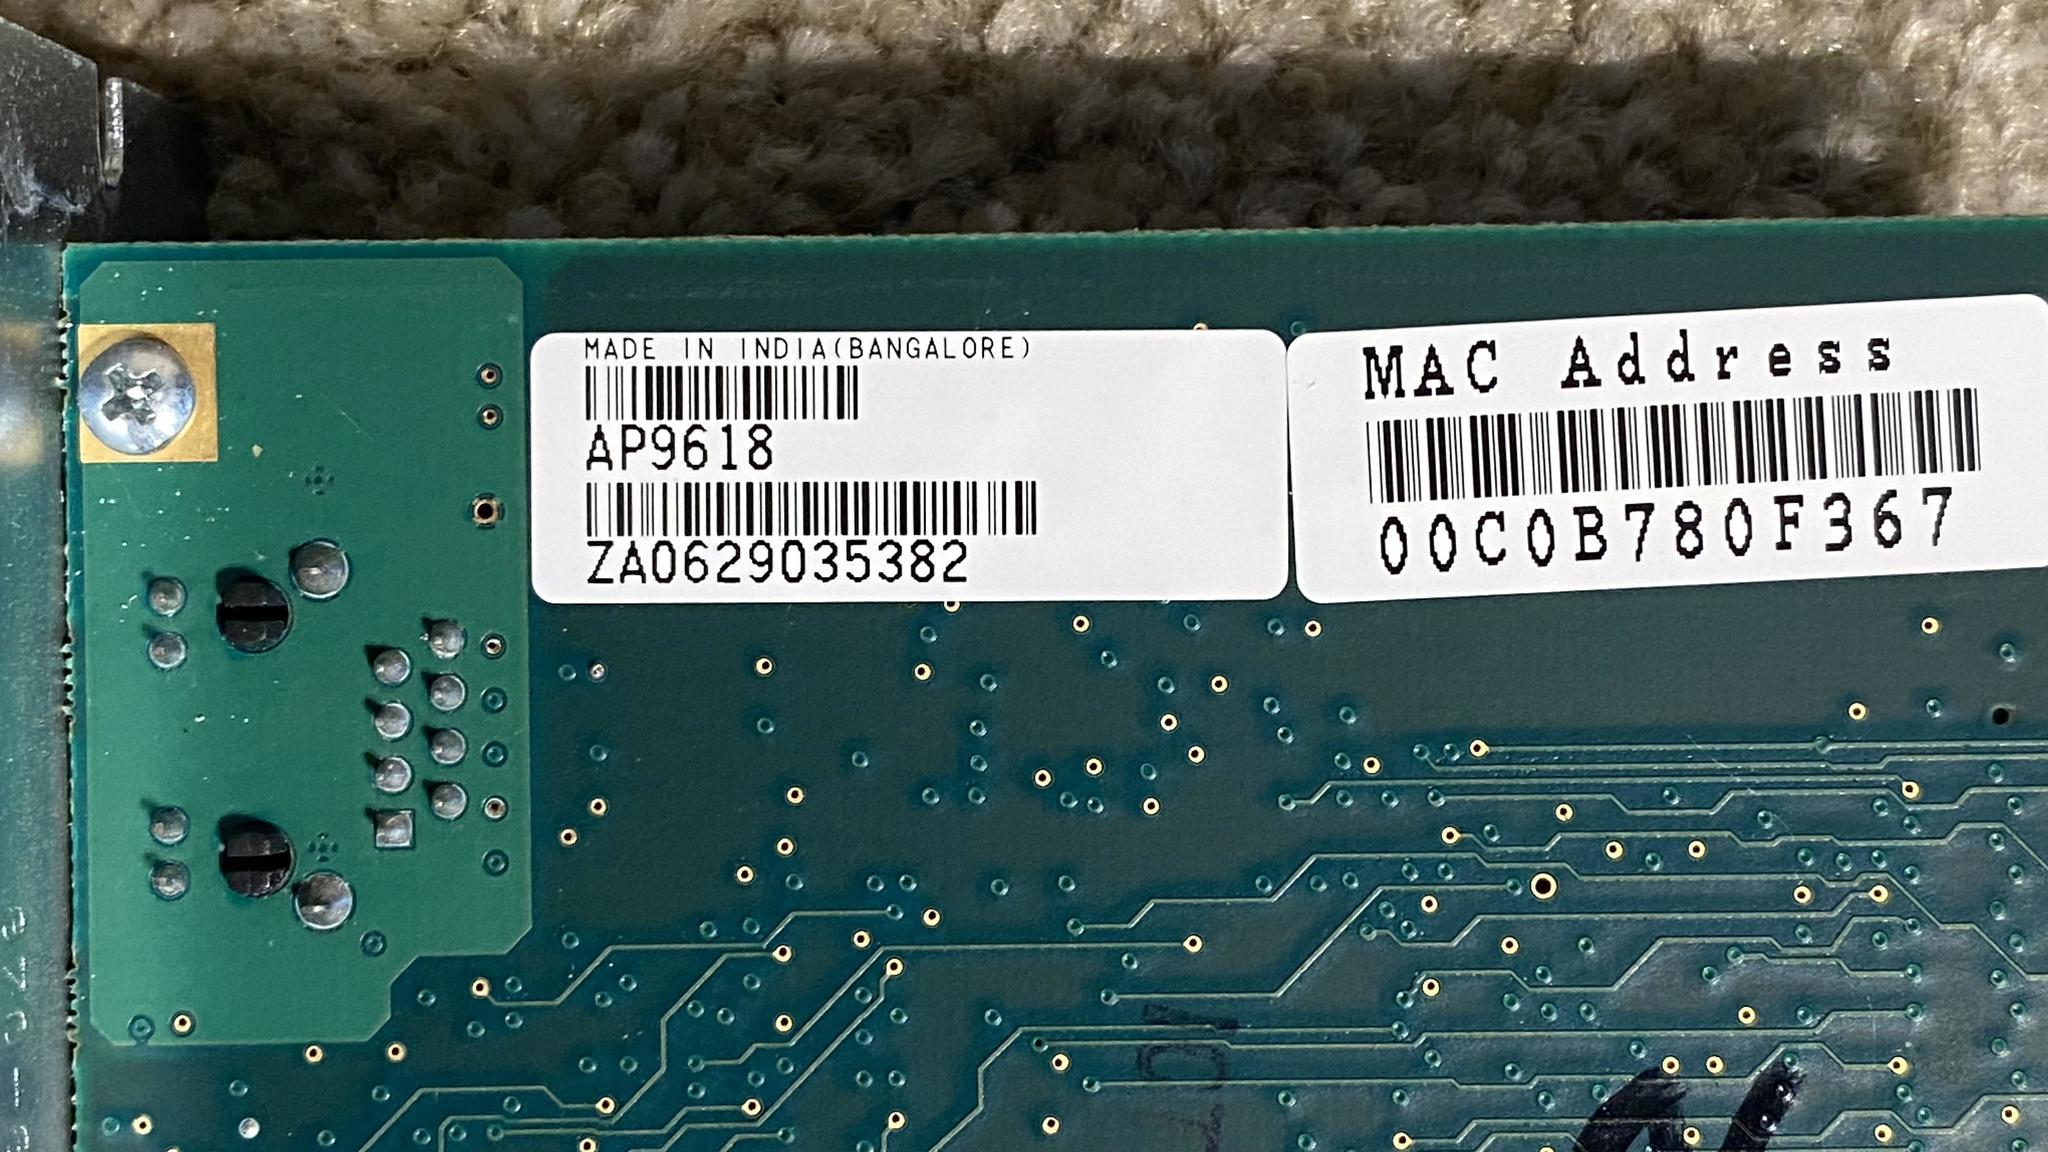 MADE IN INDIA(BANGALORE)
AP9618
ZA0629035382
MAC Address
00C0B780F367